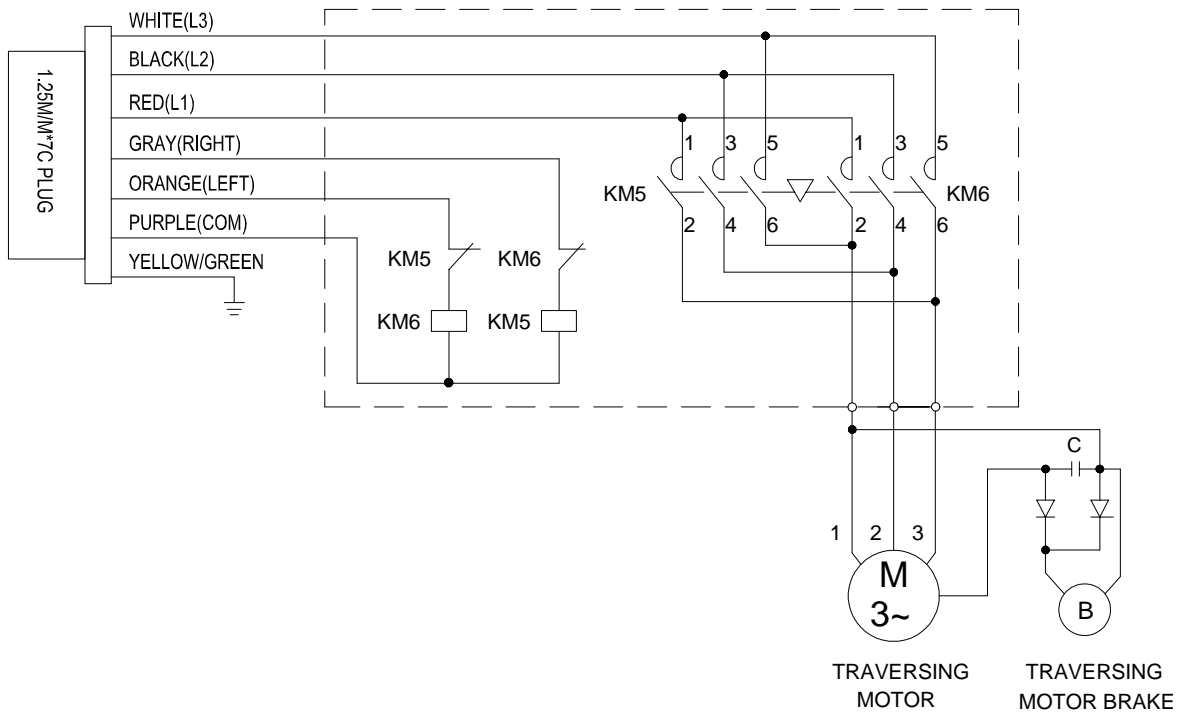 WHITE(L3)
BLACK(L2)
RED(L1)
GRAY(RIGHT)
ORANGE(LEFT)
PURPLE(COM)
YELLOW/GREEN
1.25M/M*7C PLUG
1 3 5 1 3 5
KM5 KM6
2 4 6 2 4 6
KM5 KM6
KM6 KM5
C
1 2 3
M
3~
B
TRAVERSING
MOTOR
TRAVERSING
MOTOR BRAKE